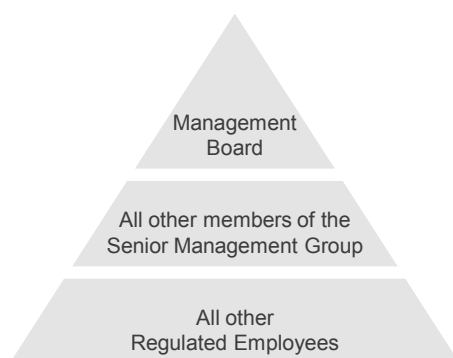 Management
Board
All other members of the
Senior Management Group
All other
Regulated Employees